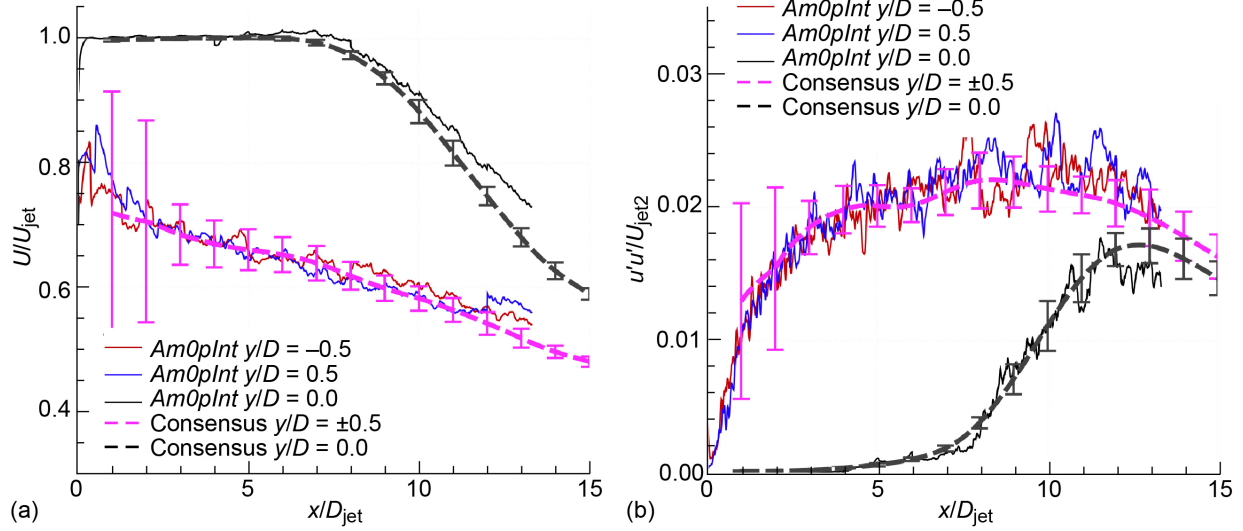 1.0
0.8
0.6
0.4
U/U_jet
Am0pInt y/D = –0.5
Am0pInt y/D = 0.5
Am0pInt y/D = 0.0
Consensus y/D = ±0.5
Consensus y/D = 0.0
0 5 10 15
(a) x/D_jet
Am0pInt y/D = –0.5
Am0pInt y/D = 0.5
Am0pInt y/D = 0.0
Consensus y/D = ±0.5
Consensus y/D = 0.0
0.03
0.02
0.010
0.00
u'u'/U_jet2
0 5 10 15
(b) x/D_jet